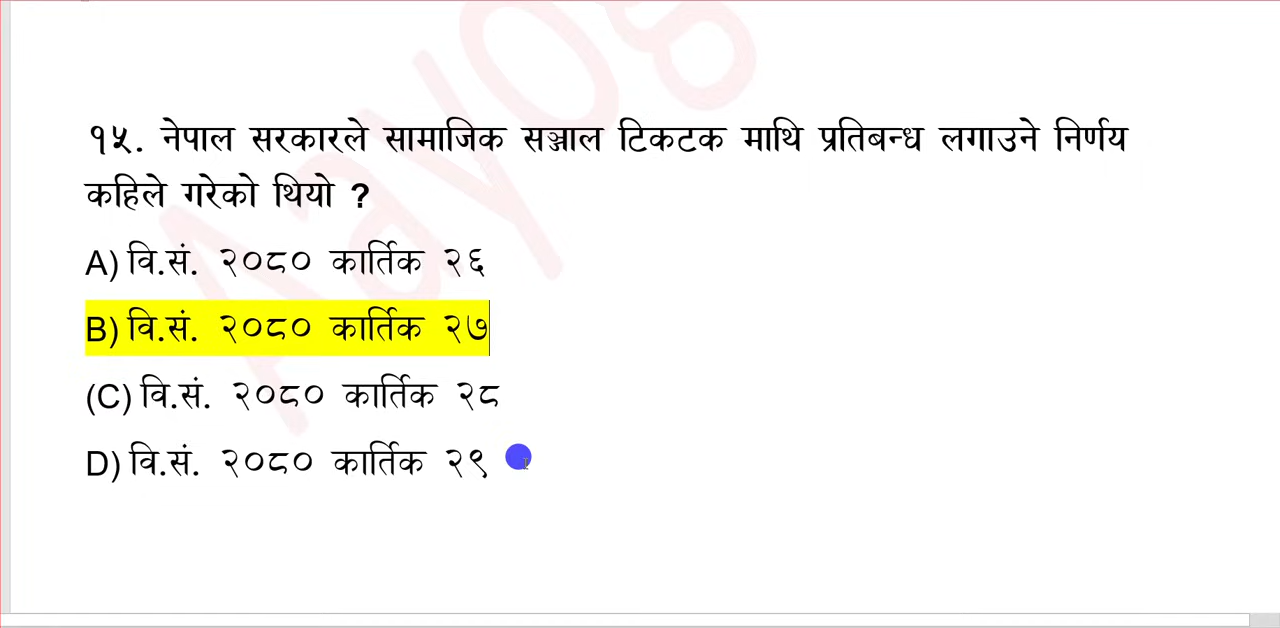 Aayog
१५. नेपाल सरकारले सामाजिक सञ्जाल टिकटक माथि प्रतिबन्ध लगाउने निर्णय
कहिले गरेको थियो ?
A) वि.सं. २०८० कार्तिक २६
B) वि.सं. २०८० कार्तिक २७
(C) वि.सं. २०८० कार्तिक २८
D) वि.सं. २०८० कार्तिक २९